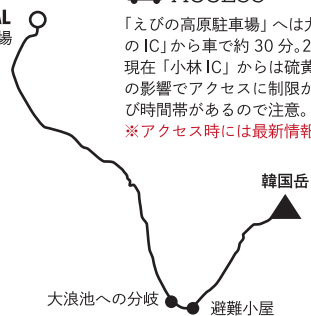 AL
場
ACCESS
「えびの高原駐車場」へは
の IC」から車で約 30 分。2
現在「小林 IC」からは硫黄
の影響でアクセスに制限が
び時間帯があるので注意。
※アクセス時には最新情報
韓国岳
大浪池への分岐
避難小屋